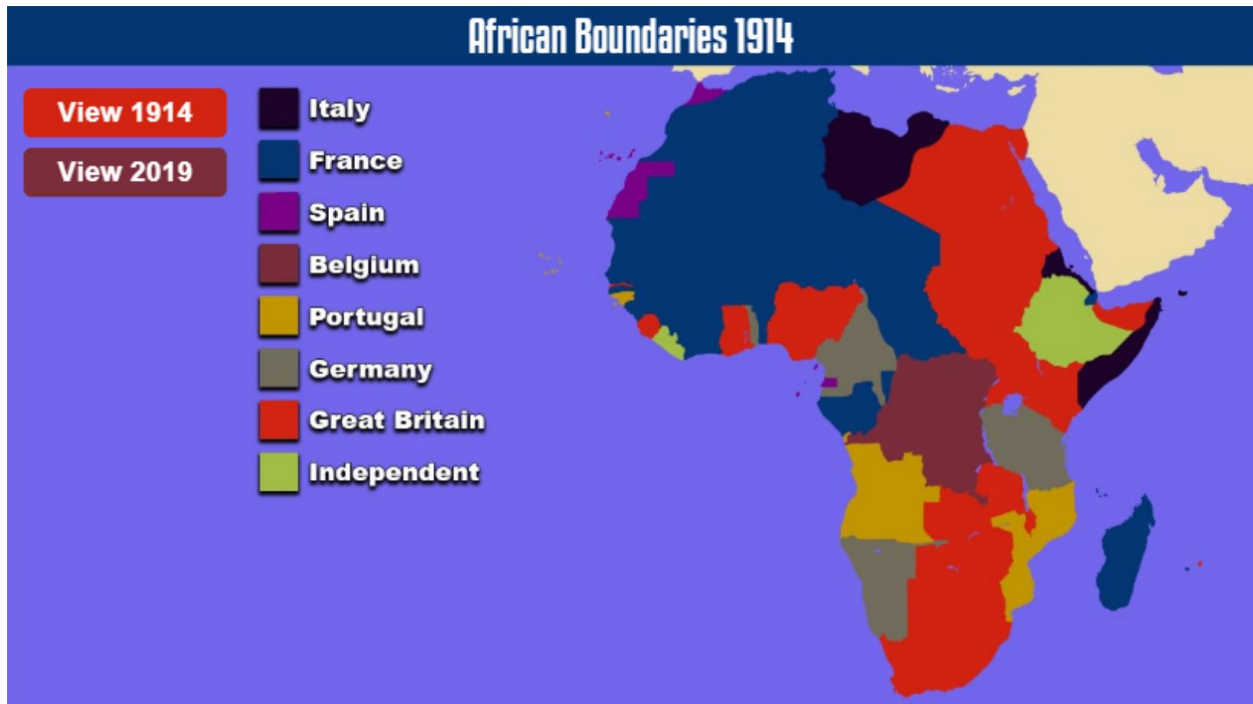 African Boundaries 1914
View 1914
View 2019
Italy
France
Spain
Belgium
Portugal
Germany
Great Britain
Independent